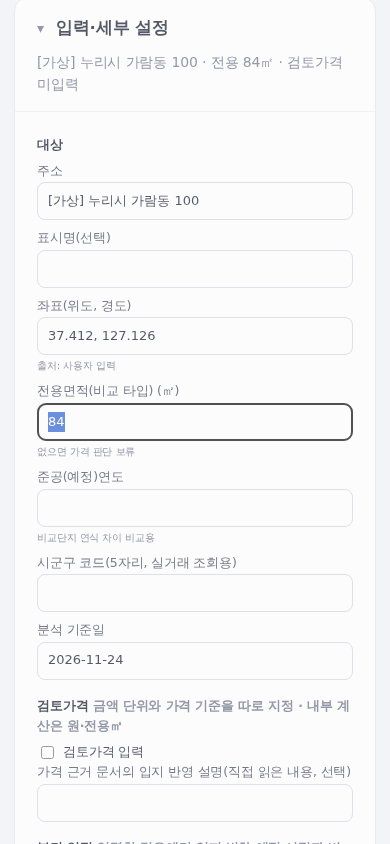 ▼ 입력·세부 설정
[가상] 누리시 가람동 100 · 전용 84㎡ · 검토가격
미입력
대상
주소
[가상] 누리시 가람동 100
표시명(선택)
좌표(위도, 경도)
37.412, 127.126
출처: 사용자 입력
전용면적(비교 타입) (㎡)
84
없으면 가격 판단 보류
준공(예정)연도
비교단지 연식 차이 비교용
시군구 코드(5자리, 실거래 조회용)
분석 기준일
2026-11-24
검토가격 금액 단위와 가격 기준을 따로 지정 · 내부 계
산은 원·전용㎡
검토가격 입력
가격 근거 문서의 입지 반영 설명(직접 읽은 내용, 선택)